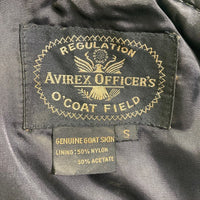 REGULATION
AVIREX OFFICER'S
O'COAT FIELD
GENUINE GOAT SKIN
S
LINING: 50% NYLON
50% ACETATE